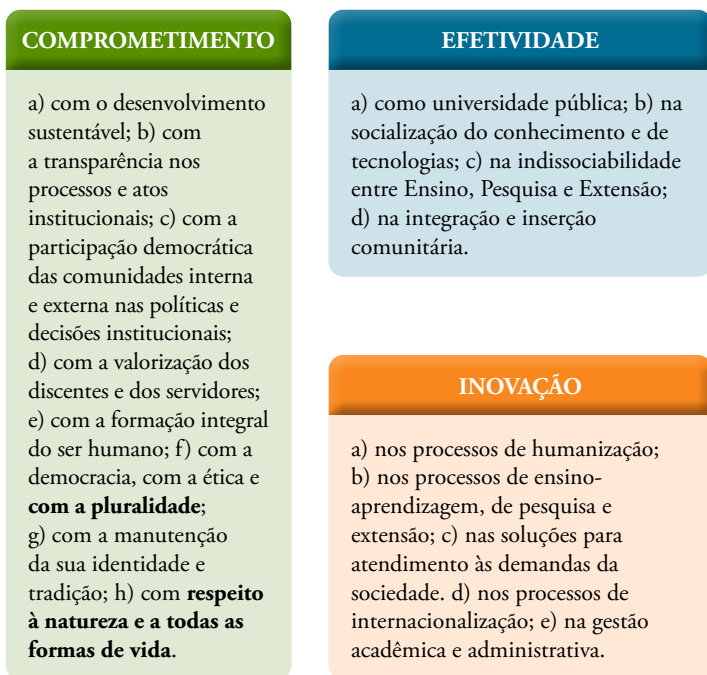 COMPROMETIMENTO
a) com o desenvolvimento
sustentável; b) com
a transparência nos
processos e atos
institucionais; c) com a
participação democrática
das comunidades interna
e externa nas políticas e
decisões institucionais;
d) com a valorização dos
discentes e dos servidores;
e) com a formação integral
do ser humano; f) com a
democracia, com a ética e
com a pluralidade;
g) com a manutenção
da sua identidade e
tradição; h) com respeito
à natureza e a todas as
formas de vida.
EFETIVIDADE
a) como universidade pública; b) na
socialização do conhecimento e de
tecnologias; c) na indissociabilidade
entre Ensino, Pesquisa e Extensão;
d) na integração e inserção
comunitária.
INOVAÇÃO
a) nos processos de humanização;
b) nos processos de ensino-
aprendizagem, de pesquisa e
extensão; c) nas soluções para
atendimento às demandas da
sociedade. d) nos processos de
internacionalização; e) na gestão
acadêmica e administrativa.